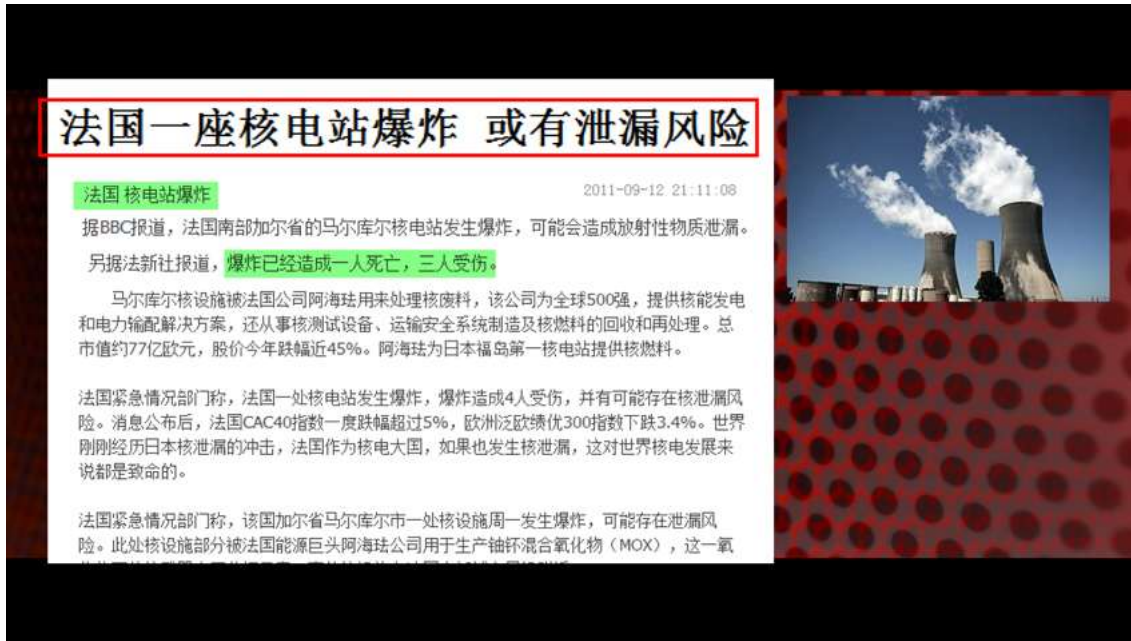 法国一座核电站爆炸 或有泄漏风险
法国 核电站爆炸
2011-09-12 21:11:08
据BBC报道，法国南部加尔省的马尔库尔核电站发生爆炸，可能会造成放射性物质泄漏。
另据法新社报道，爆炸已经造成一人死亡，三人受伤。
马尔库尔核设施被法国公司阿海珐用来处理核废料，该公司为全球500强，提供核能发电
和电力输配解决方案，还从事核测试设备、运输安全系统制造及核燃料的回收和再处理。总
市值约77亿欧元，股价今年跌幅近45%。阿海珐为日本福岛第一核电站提供核燃料。
法国紧急情况部门称，法国一处核电站发生爆炸，爆炸造成4人受伤，并有可能存在核泄漏风
险。消息公布后，法国CAC40指数一度跌幅超过5%，欧洲泛欧绩优300指数下跌3.4%。世界
刚刚经历日本核泄漏的冲击，法国作为核电大国，如果也发生核泄漏，这对世界核电发展来
说都是致命的。
法国紧急情况部门称，该国加尔省马尔库尔市一处核设施周一发生爆炸，可能存在泄漏风
险。此处核设施部分被法国能源巨头阿海珐公司用于生产铀钚混合氧化物（MOX），这一氧